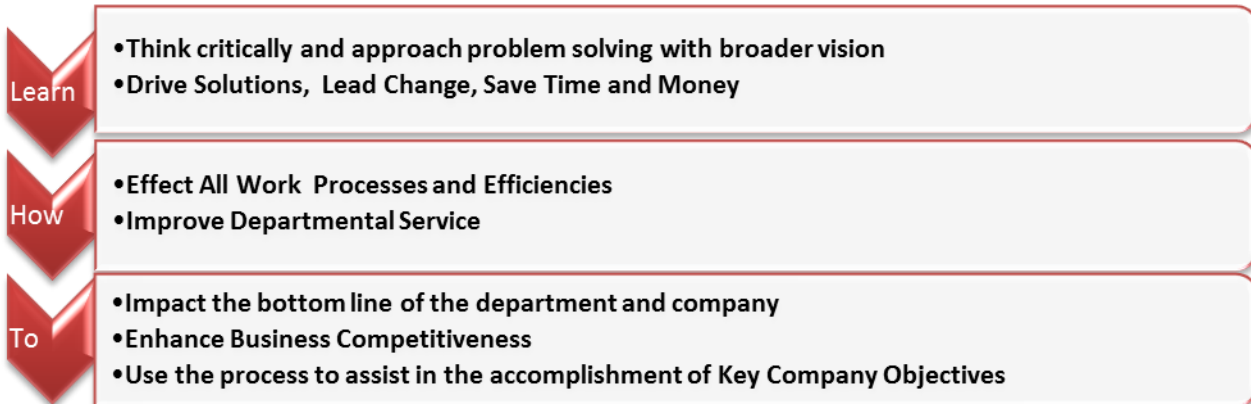 Learn
•Think critically and approach problem solving with broader vision
•Drive Solutions, Lead Change, Save Time and Money
How
•Effect All Work Processes and Efficiencies
•Improve Departmental Service
To
•Impact the bottom line of the department and company
•Enhance Business Competitiveness
•Use the process to assist in the accomplishment of Key Company Objectives